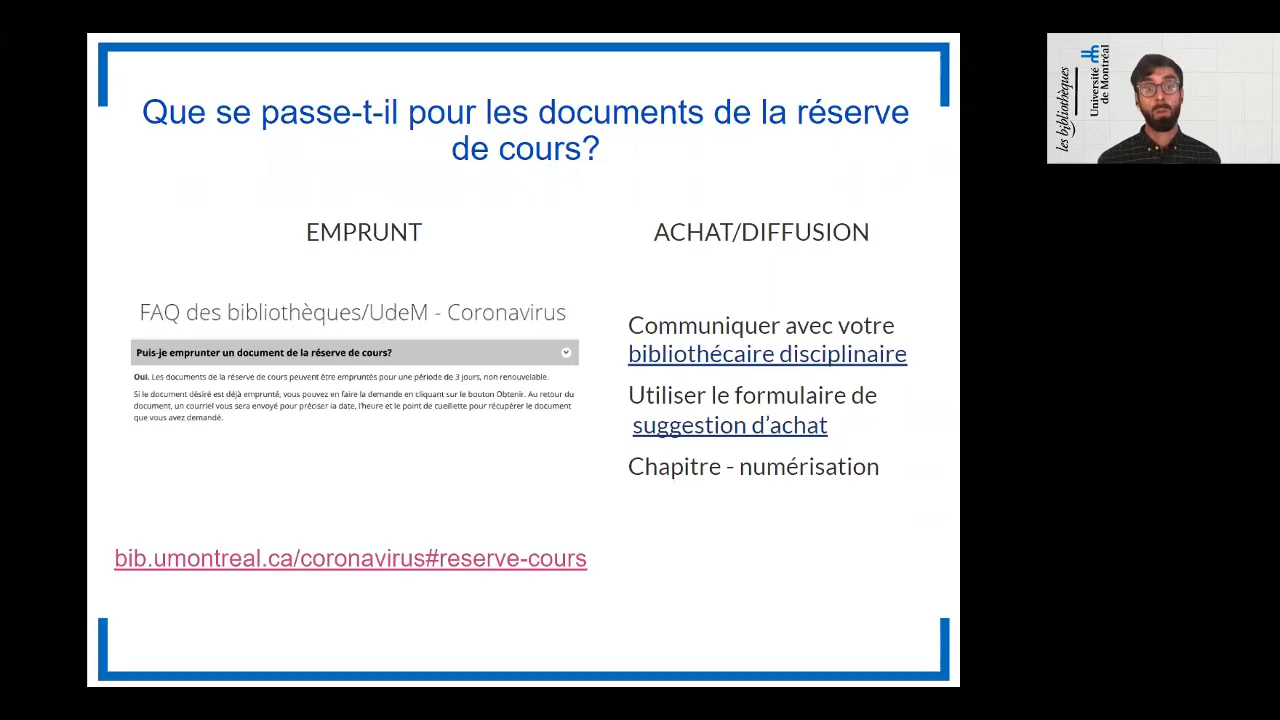 Que se passe-t-il pour les documents de la réserve
de cours?
EMPRUNT
FAQ des bibliothèques/UdeM - Coronavirus
Puis-je emprunter un document de la réserve de cours?
Oui. Les documents de la réserve de cours peuvent être empruntés pour une période de 3 jours, non renouvelable.
Si le document désiré est déjà emprunté, vous pouvez en faire la demande en cliquant sur le bouton Obtenir. Au retour du
document, un courriel vous sera envoyé pour préciser la date, l'heure et le point de cueillette pour récupérer le document
que vous avez demandé.
bib.umontreal.ca/coronavirus#reserve-cours
ACHAT/DIFFUSION
Communiquer avec votre
bibliothécaire disciplinaire
Utiliser le formulaire de
suggestion d’achat
Chapitre - numérisation
les bibliothèques
Université
de Montréal